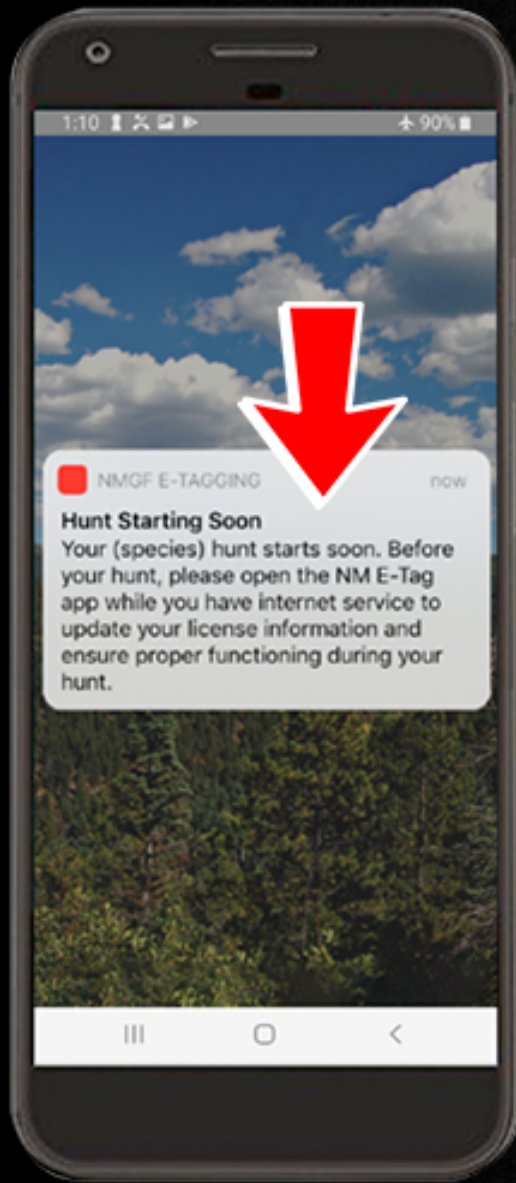 1:10 90%
NMGF E-TAGGING now
Hunt Starting Soon
Your (species) hunt starts soon. Before
your hunt, please open the NM E-Tag
app while you have internet service to
update your license information and
ensure proper functioning during your
hunt.